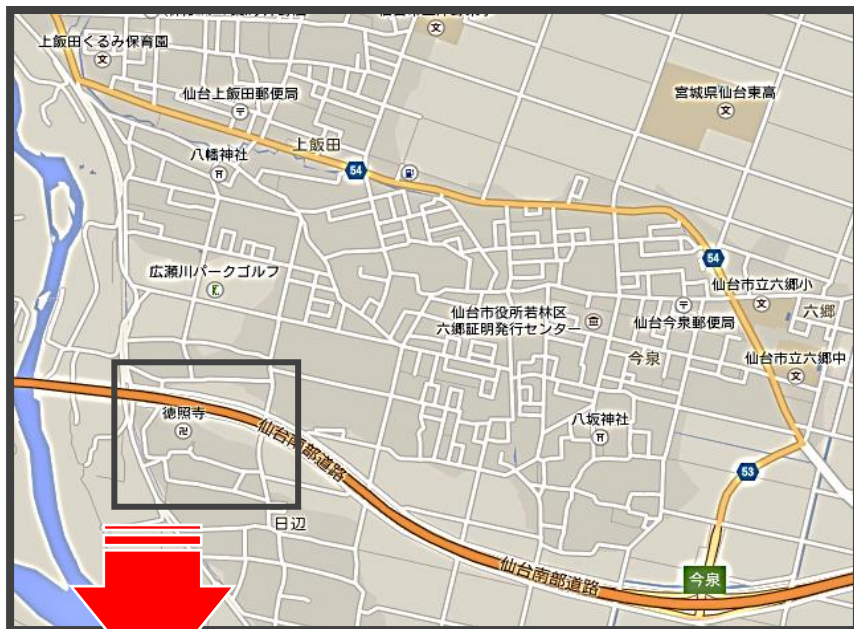 上飯田くるみ保育園
仙台上飯田郵便局
宮城県仙台東高
上飯田
八幡神社
54
広瀬川パークゴルフ
54
仙台市立六郷小
仙台市役所若林区
六郷証明発行センター
仙台今泉郵便局
六郷
今泉
仙台市立六郷中
徳照寺
仙台南部道路
八坂神社
53
日辺
仙台南部道路
今泉